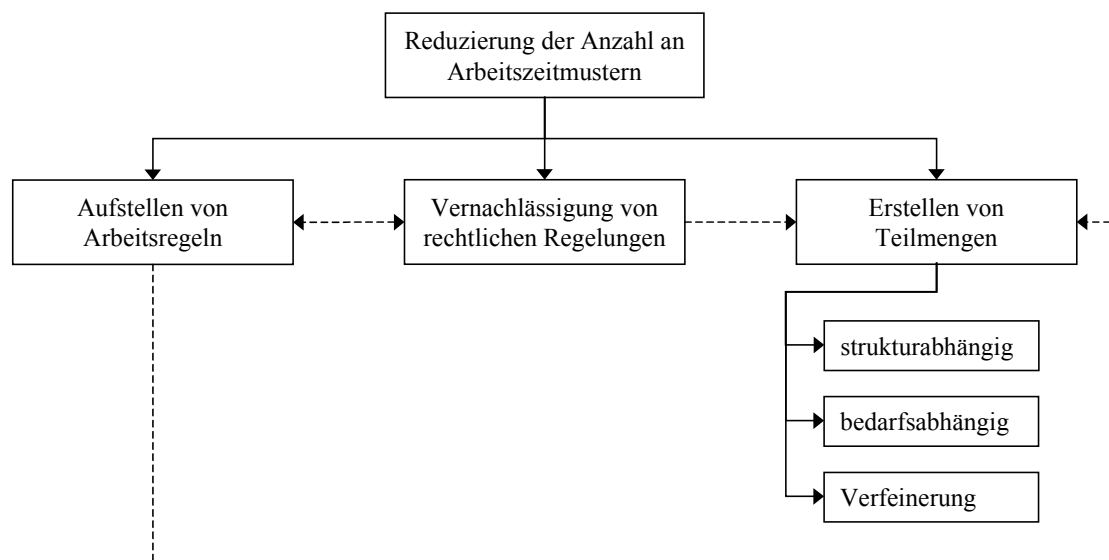 Reduzierung der Anzahl an
Arbeitszeitmustern
Aufstellen von
Arbeitsregeln
Vernachlässigung von
rechtlichen Regelungen
Erstellen von
Teilmengen
strukturabhängig
bedarfsabhängig
Verfeinerung